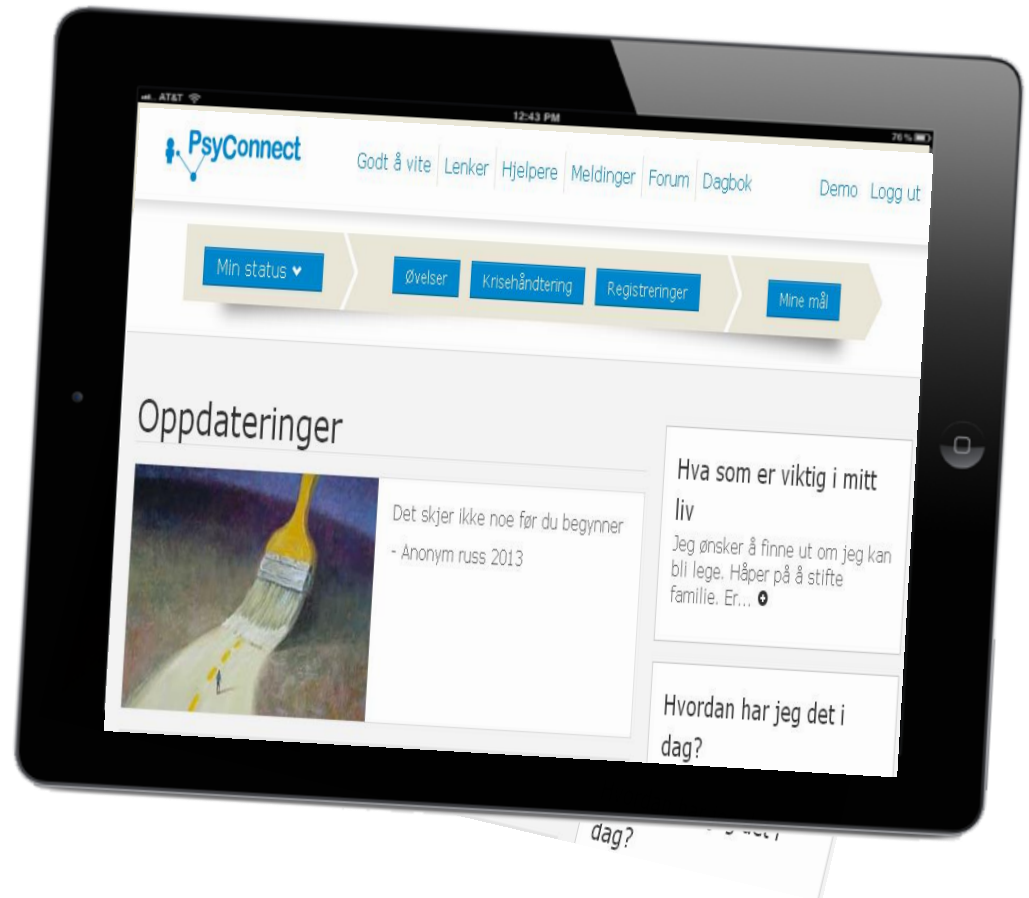 AT&T
12:43 PM
76 %
PsyConnect
Godt å vite
Lenker
Hjelpere
Meldinger
Forum
Dagbok
Demo
Logg ut
Min status
Øvelser
Krisehåndtering
Registreringer
Mine mål
Oppdateringer
Det skjer ikke noe før du begynner
- Anonym russ 2013
Hva som er viktig i mitt
liv
Jeg ønsker å finne ut om jeg kan
bli lege. Håper på å stifte
familie. Er...
Hvordan har jeg det i
dag?
dag?